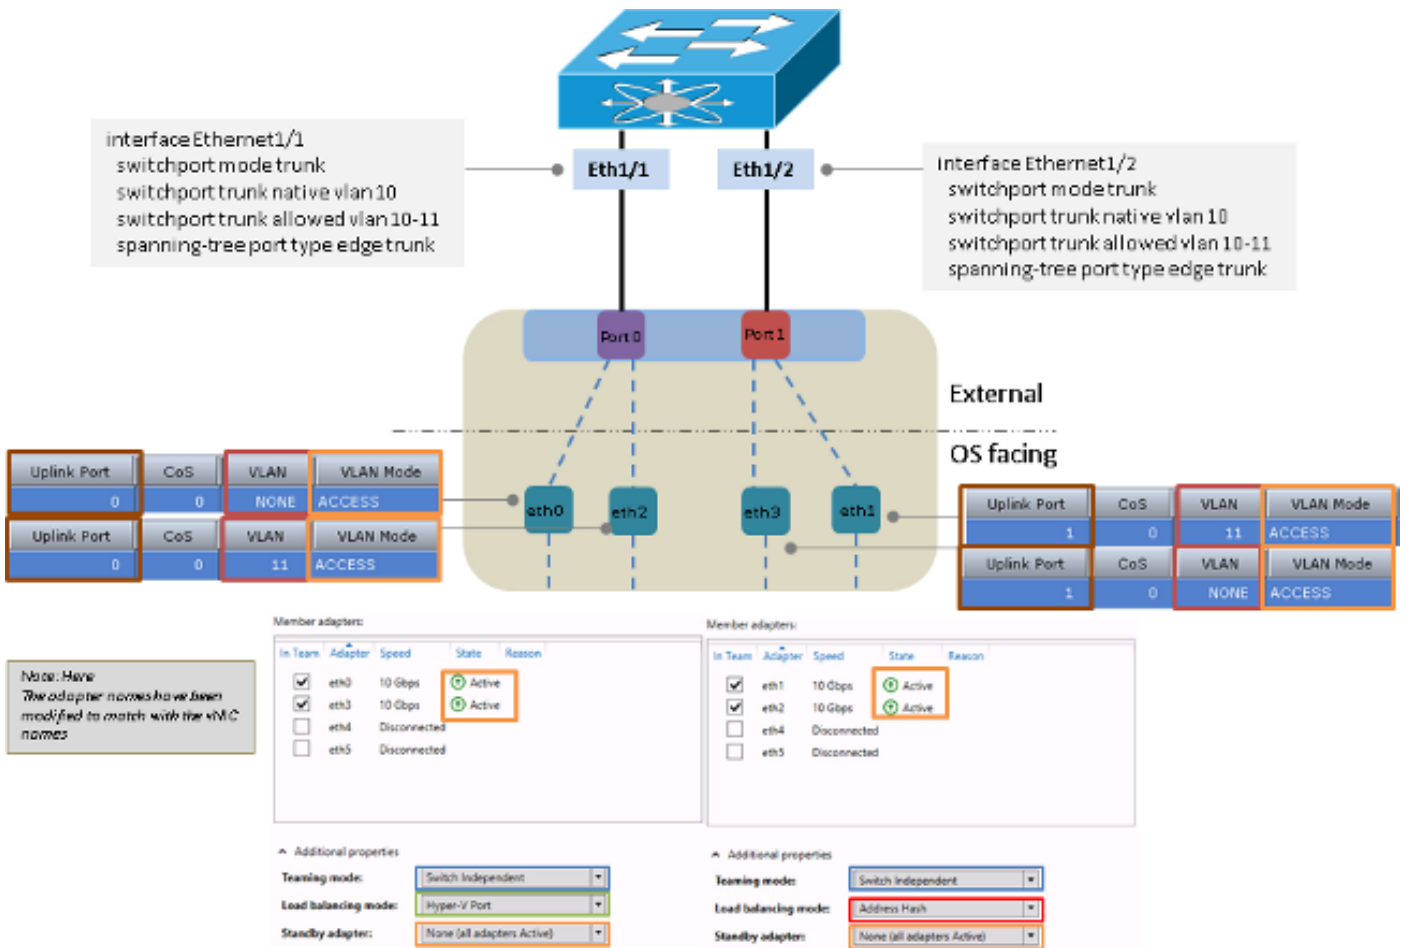 interface Ethernet1/1
switchport mode trunk
switchport trunk native vlan 10
switchport trunk allowed vlan 10-11
spanning-tree port type edge trunk
Eth1/1
Eth1/2
interface Ethernet1/2
switchport mode trunk
switchport trunk native vlan 10
switchport trunk allowed vlan 10-11
spanning-tree port type edge trunk
Port 0
Port 1
External
OS facing
Uplink Port CoS VLAN VLAN Mode
0 0 NONE ACCESS
Uplink Port CoS VLAN VLAN Mode
0 0 11 ACCESS
eth0
eth2
eth3
eth1
Uplink Port CoS VLAN VLAN Mode
1 0 11 ACCESS
Uplink Port CoS VLAN VLAN Mode
1 0 NONE ACCESS
Note: Here
The adapter names have been
modified to match with the vNIC
names
Member adapters:
In Team Adapter Speed State Reason
eth0 10 Gbps Active
eth3 10 Gbps Active
eth4 Disconnected
eth5 Disconnected
Additional properties
Teaming mode: Switch Independent
Load balancing mode: Hyper-V Port
Standby adapter: None (all adapters Active)
Member adapters:
In Team Adapter Speed State Reason
eth1 10 Gbps Active
eth2 10 Gbps Active
eth4 Disconnected
eth5 Disconnected
Additional properties
Teaming mode: Switch Independent
Load balancing mode: Address Hash
Standby adapter: None (all adapters Active)